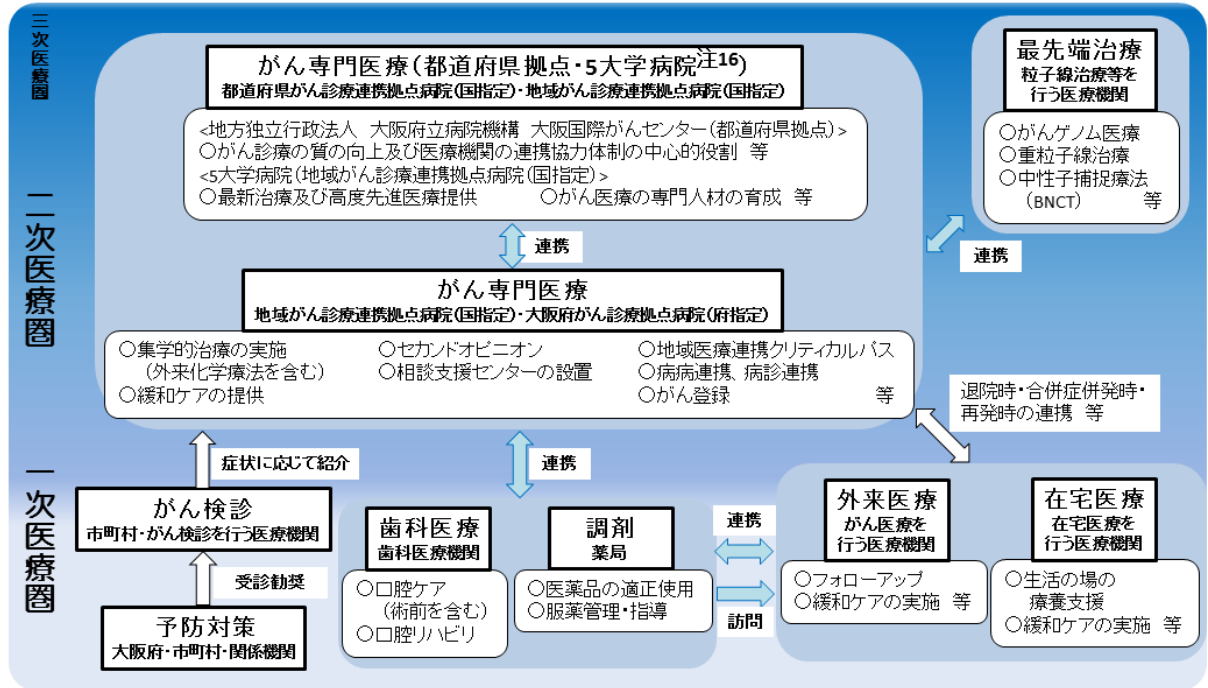 三次医療圏
がん専門医療(都道府県拠点・5大学病院注16)
都道府県がん診療連携拠点病院(国指定)・地域がん診療連携拠点病院(国指定)
<地方独立行政法人 大阪府立病院機構 大阪国際がんセンター(都道府県拠点)>
○がん診療の質の向上及び医療機関の連携協力体制の中心的役割 等
<5大学病院(地域がん診療連携拠点病院(国指定)>
○最新治療及び高度先進医療提供 ○がん医療の専門人材の育成 等
最先端治療
粒子線治療等を
行う医療機関
○がんゲノム医療
○重粒子線治療
○中性子捕捉療法
(BNCT) 等
連携
連携
二次医療圏
がん専門医療
地域がん診療連携拠点病院(国指定)・大阪府がん診療拠点病院(府指定)
○集学的治療の実施
(外来化学療法を含む)
○緩和ケアの提供
○セカンドオピニオン
○相談支援センターの設置
○地域医療連携クリティカルパス
○病病連携、病診連携
○がん登録 等
退院時・合併症併発時・
再発時の連携 等
症状に応じて紹介
連携
一次医療圏
がん検診
市町村・がん検診を行う医療機関
受診勧奨
予防対策
大阪府・市町村・関係機関
歯科医療
歯科医療機関
○口腔ケア
(術前を含む)
○口腔リハビリ
調剤
薬局
○医薬品の適正使用
○服薬管理・指導
連携
訪問
外来医療
がん医療を
行う医療機関
○フォローアップ
○緩和ケアの実施 等
在宅医療
在宅医療を
行う医療機関
○生活の場の
療養支援
○緩和ケアの実施 等